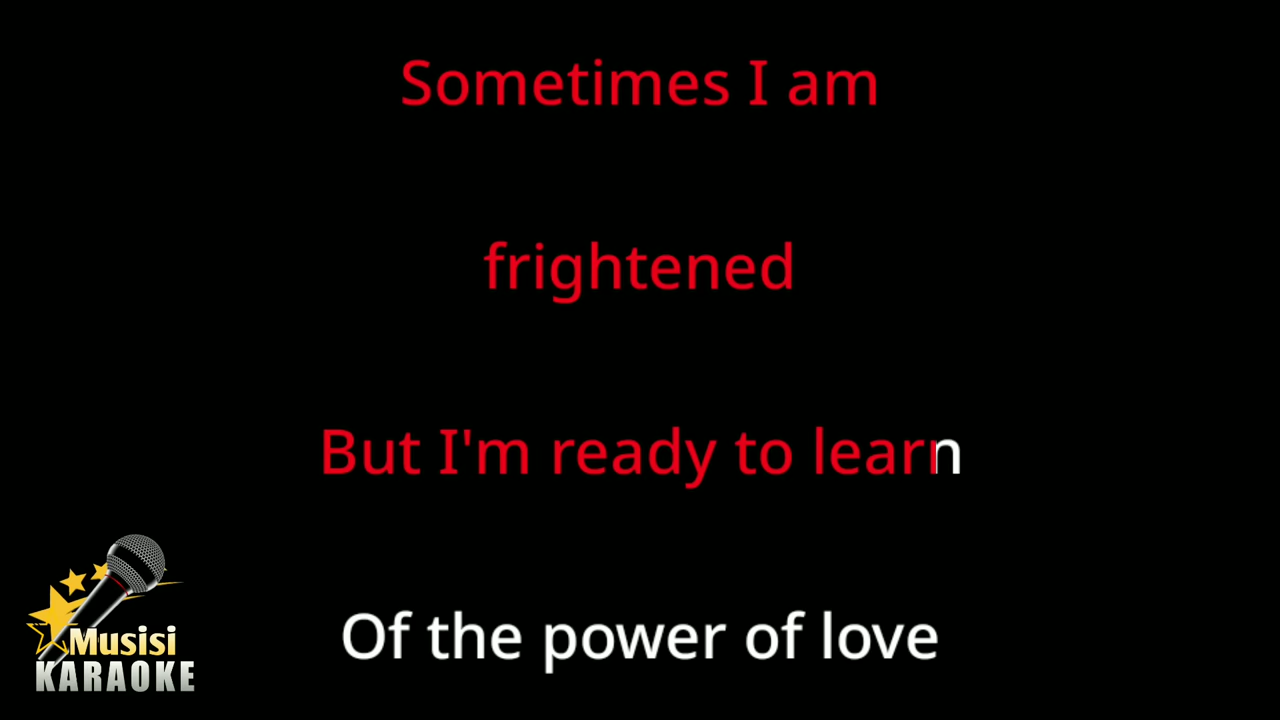 Sometimes I am
frightened
But I'm ready to learn
Of the power of love
Musisi
KARAOKE